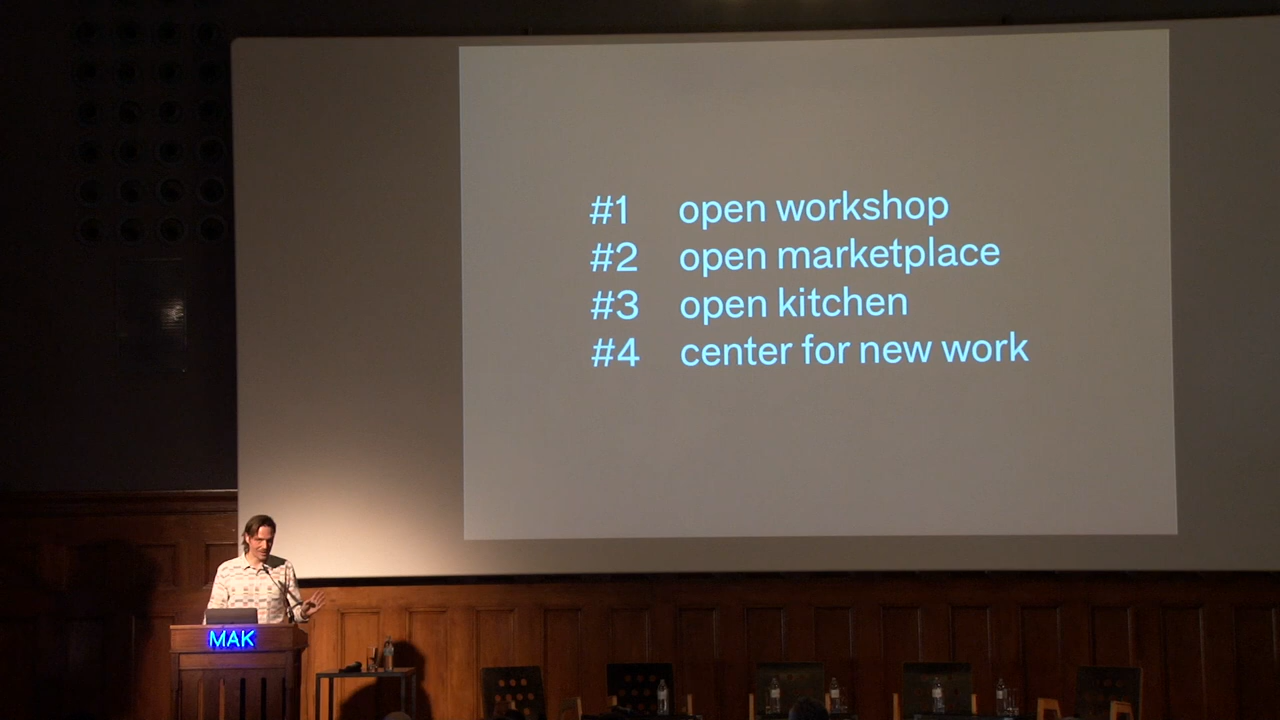 #1 open workshop
#2 open marketplace
#3 open kitchen
#4 center for new work
MAK